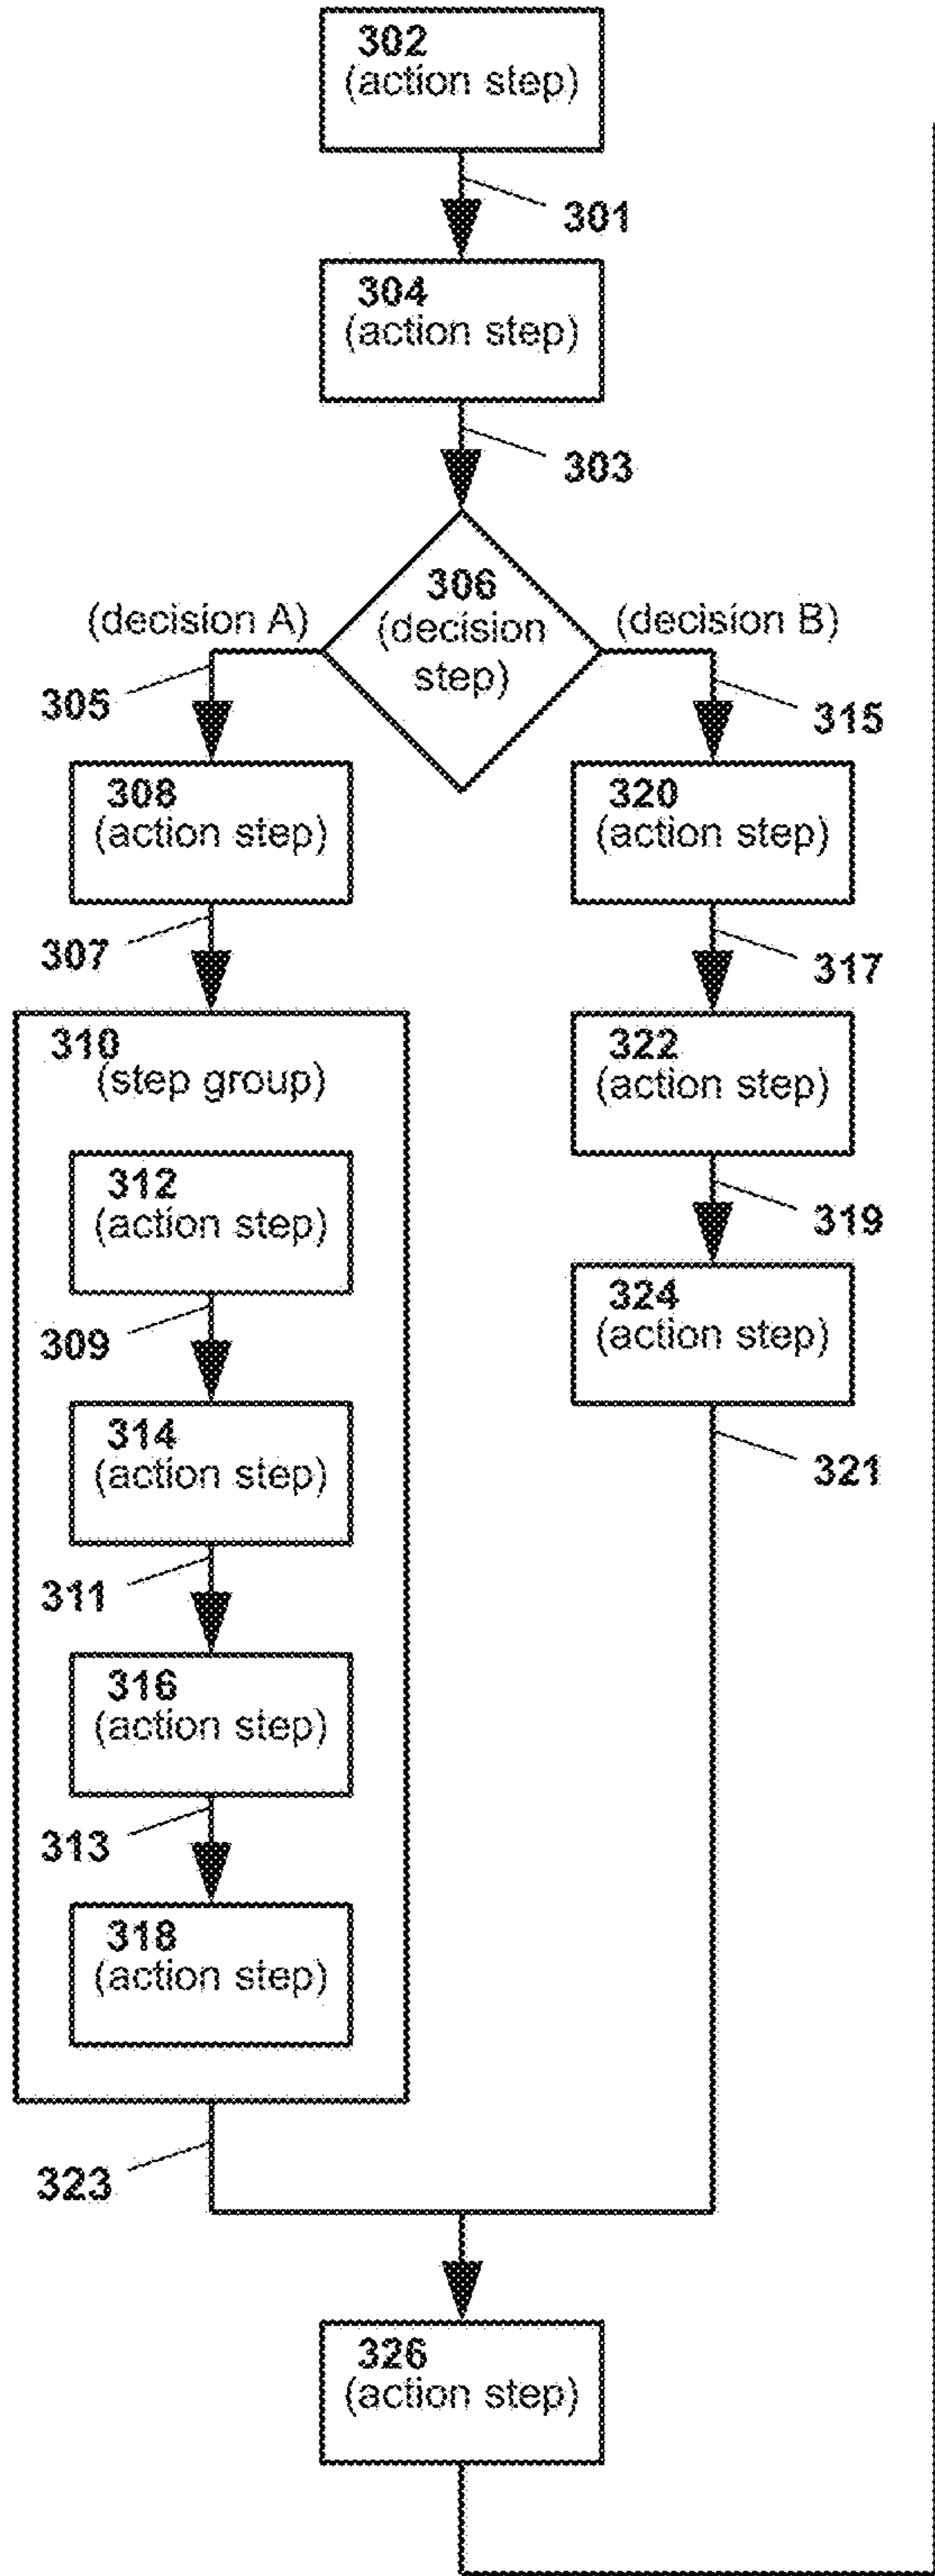 302
(action step)
301
304
(action step)
303
306
(decision step)
(decision A)
(decision B)
305
315
308
(action step)
320
(action step)
307
317
310
(step group)
322
(action step)
312
(action step)
319
309
324
(action step)
314
(action step)
321
311
316
(action step)
313
318
(action step)
323
326
(action step)